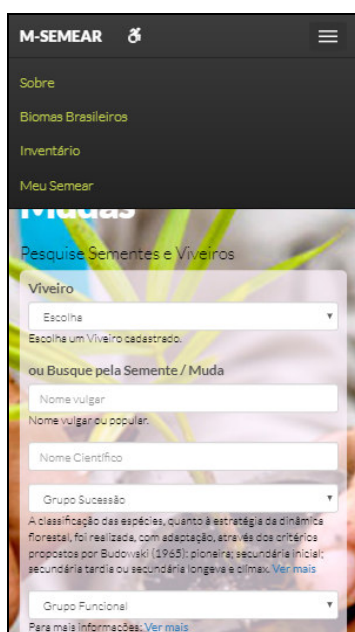 M-SEMEAR
Sobre
Biomas Brasileiros
Inventário
Meu Semear
Mudas
Pesquise Sementes e Viveiros
Viveiro
Escolha
Escolha um Viveiro cadastrado.
ou Busque pela Semente / Muda
Nome vulgar
Nome vulgar ou popular.
Nome Científico
Grupo Sucessão
A classificação das espécies, quanto à estratégia da dinâmica
florestal, foi realizada, com adaptação, através dos critérios
propostos por Budowski (1965): pioneira; secundária inicial;
secundária tardia ou secundária longeva e clímax. Ver mais
Grupo Funcional
Para mais informações: Ver mais